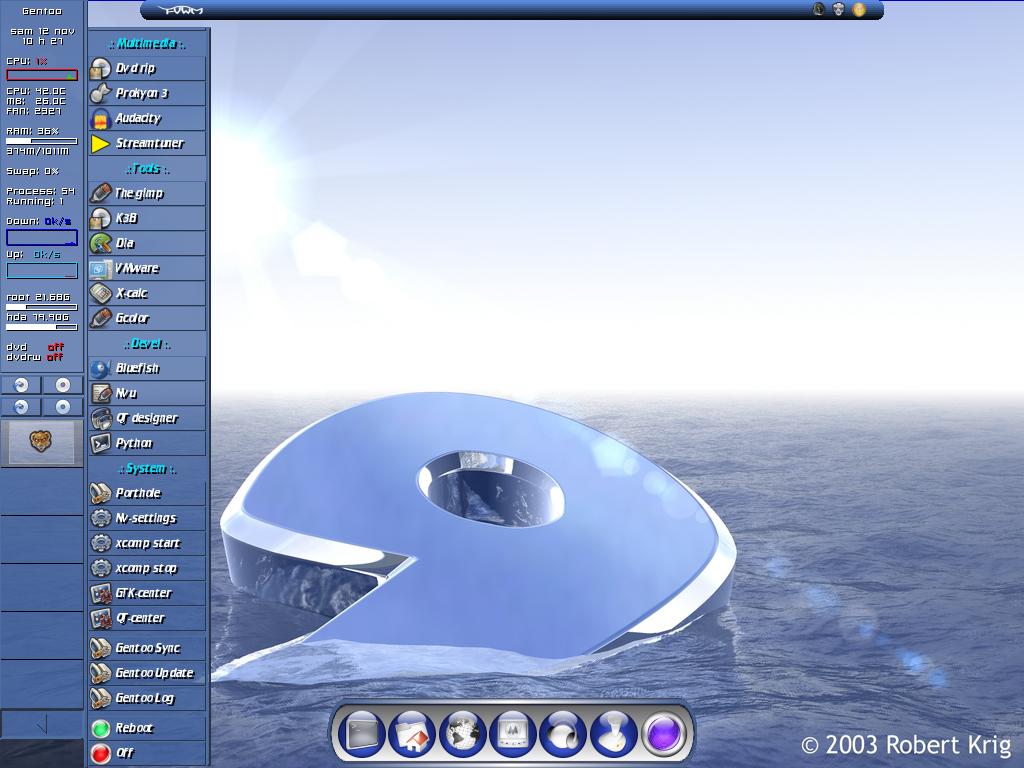 Gentoo
sam 12 nov
10 h 27
CPU: 1%
CPU: 42.0C
MB: 26.0C
FAN: 2927
RAM: 36%
374M/1011M
Swap: 0%
Process: 54
Running: 1
Down: 0k/s
Up: 0k/s
root 21.68G
hda 79.90G
dvd off
dvdrw off
FVWM
.: Multimedia :.
Dvd rip
Prokyon 3
Audacity
Streamtuner
.:Tools :.
The gimp
K3B
Dia
VMware
X-calc
Gcolor
.: Devel :.
Bluefish
Nvu
QT designer
Python
.: System :.
Porthole
Nv-settings
xcomp start
xcomp stop
GTK-center
QT-center
Gentoo Sync
Gentoo Update
Gentoo Log
Reboot
Off
© 2003 Robert Krig